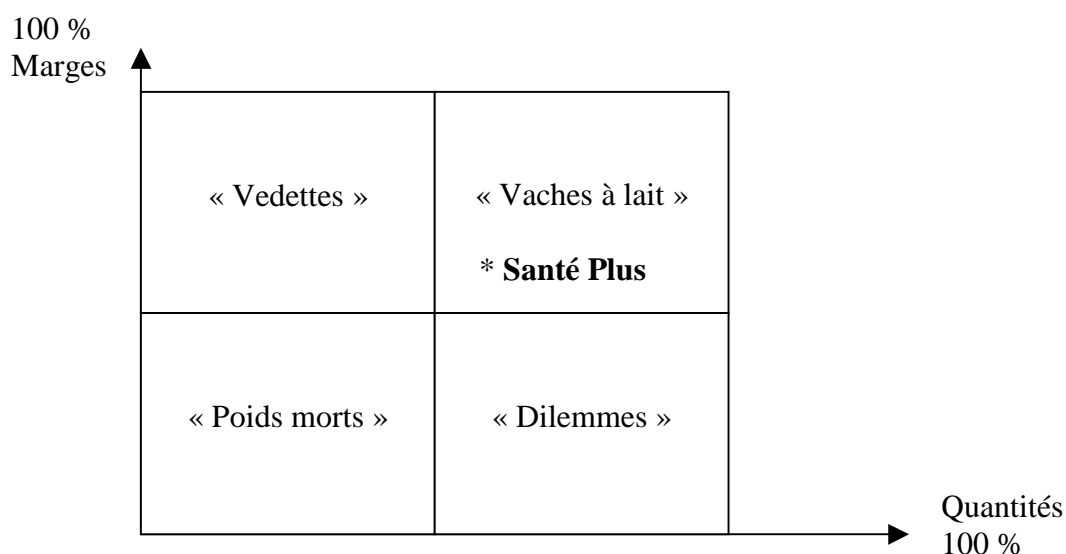 100 %
Marges
« Vedettes »
« Vaches à lait »
* Santé Plus
« Poids morts »
« Dilemmes »
Quantités
100 %